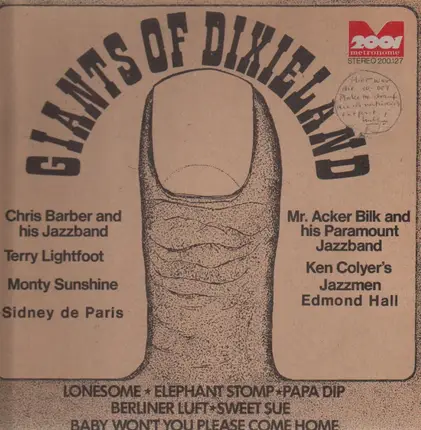 GIANTS OF DIXIELAND
2001
metronome
STEREO 200.127
Chris Barber and
his Jazzband
Terry Lightfoot
Monty Sunshine
Sidney de Paris
Mr. Acker Bilk and
his Paramount
Jazzband
Ken Colyer's
Jazzmen
Edmond Hall
LONESOME ★ ELEPHANT STOMP ★ PAPA DIP
BERLINER LUFT ★ SWEET SUE
BABY WON'T YOU PLEASE COME HOME